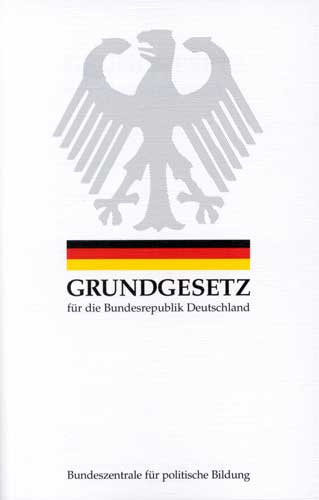 GRUNDGESETZ
für die Bundesrepublik Deutschland
Bundeszentrale für politische Bildung